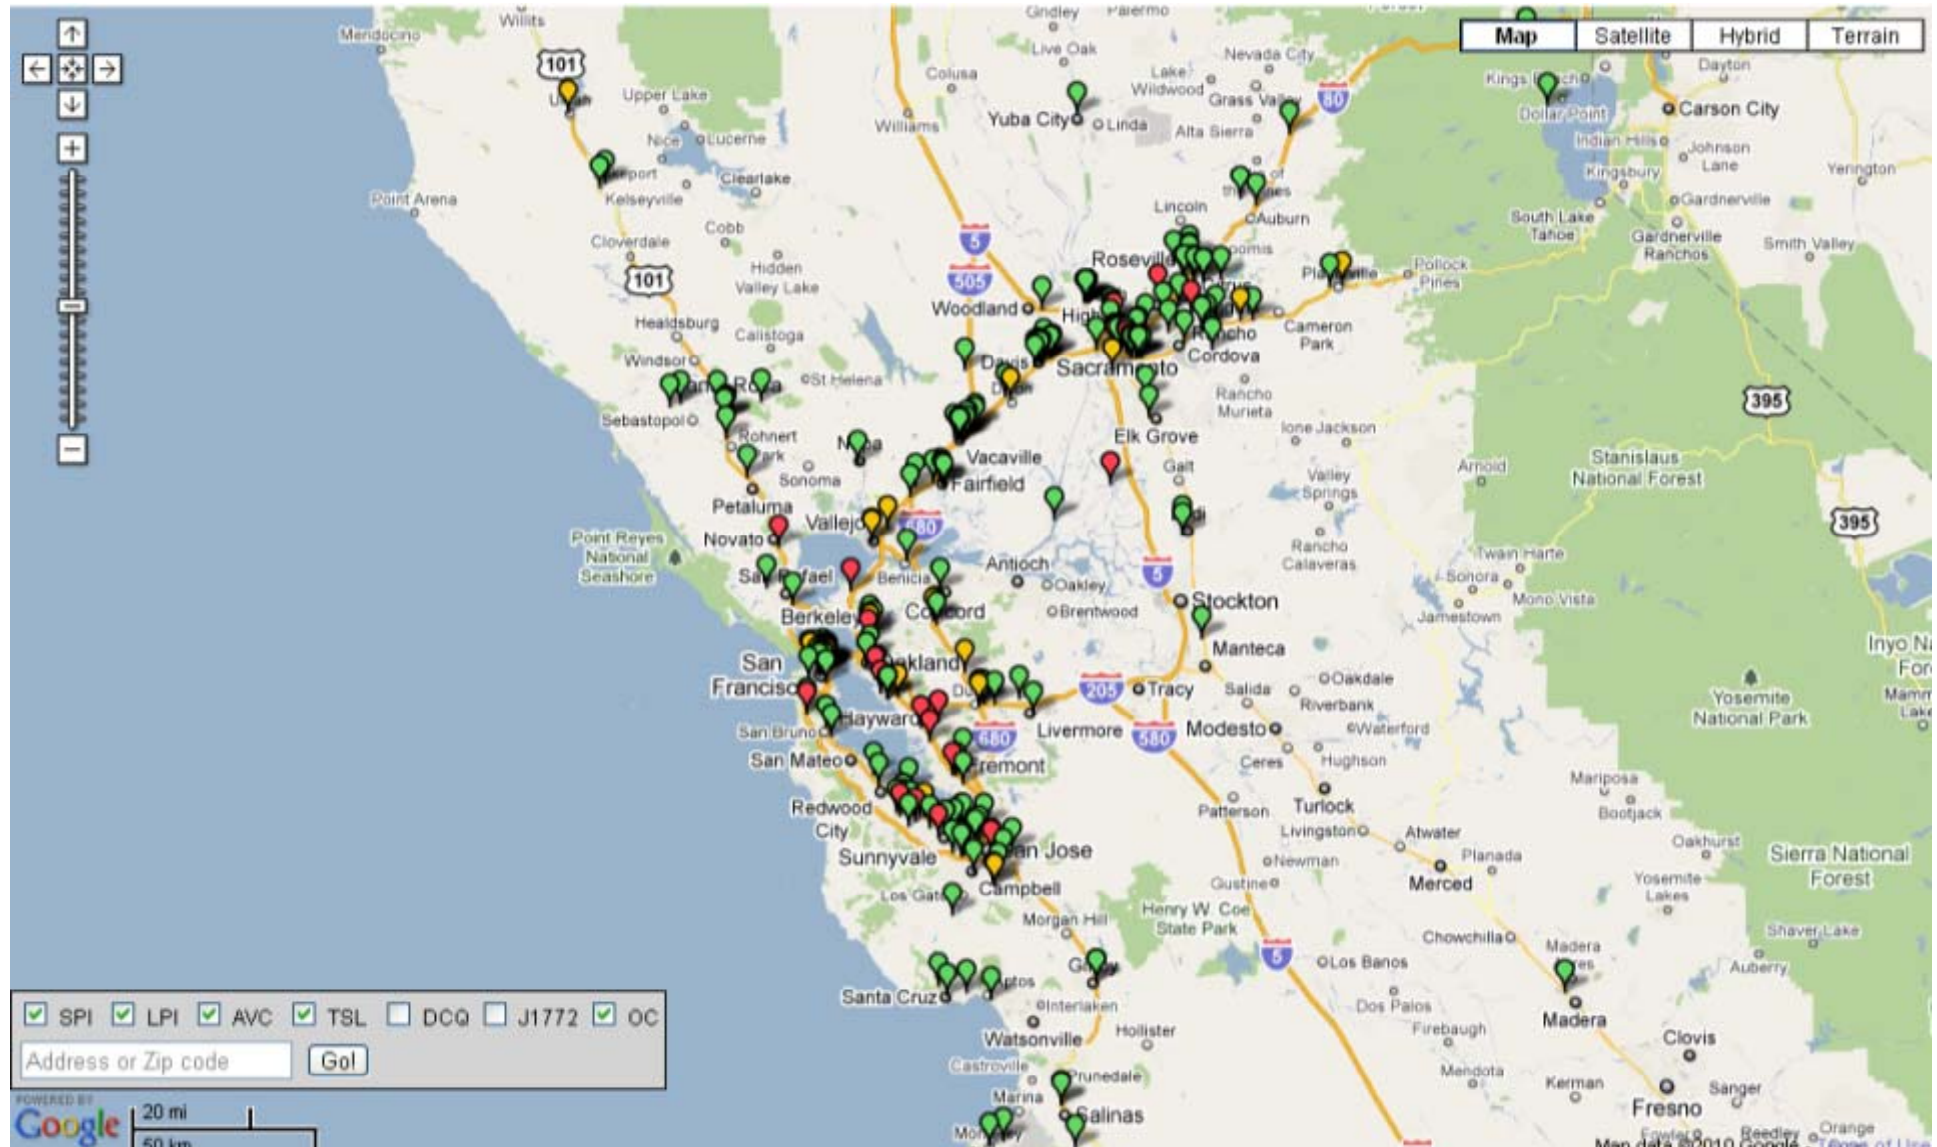 Willits
Gridley
Palermo
Mendocino
Live Oak
Nevada City
Map
Satellite
Hybrid
Terrain
101
Colusa
Lake Wildwood
Grass Valley
80
Dayton
Carson City
Upper Lake
Williams
Yuba City
Linda
Alta Sierra
Dollar Point
Nice
Lucerne
Indian Hills
Johnson Lane
Kingsbury
Yerington
Clearlake
Kelseyville
Point Arena
Lincoln
Auburn
Gardnerville
South Lake Tahoe
Cobb
Cloverdale
5
Gardnerville Ranchos
Smith Valley
Roseville
Hidden Valley Lake
101
505
Pollock Pines
Woodland
Healdsburg
Calistoga
Cameron Park
Windsor
Davis
Rancho Cordova
Sacramento
St Helena
Rancho Murieta
395
Sebastopol
Rohnert Park
Elk Grove
Ione
Jackson
Vacaville
Sonoma
Fairfield
Galt
Valley Springs
Arnold
Stanislaus National Forest
Petaluma
Vallejo
680
395
Novato
Point Reyes National Seashore
Benicia
Antioch
Oakley
5
Rancho Calaveras
Twain Harte
Sonora
Mono Vista
Jamestown
Berkeley
Concord
Brentwood
Stockton
Manteca
San Francisco
Oakland
205
Tracy
Salida
Oakdale
Riverbank
Yosemite National Park
Hayward
San Bruno
680
Livermore
580
Modesto
Waterford
San Mateo
Fremont
Ceres
Hughson
Mariposa
Bootjack
Redwood City
Patterson
Turlock
Livingston
Atwater
Planada
Oakhurst
Sunnyvale
San Jose
Newman
Merced
Sierra National Forest
Campbell
Gustine
Yosemite Lakes
Morgan Hill
Henry W. Coe State Park
Chowchilla
Shaver Lake
5
Los Banos
Auberry
Santa Cruz
Interlaken
Dos Palos
Madera
Watsonville
Hollister
Firebaugh
Clovis
Castroville
Prunedale
Mendota
Kerman
Sanger
Marina
Salinas
Fresno
Reedley
Orange
SPI LPI AVC TSL DCQ J1772 OC
Address or Zip code Go!
POWERED BY
Google
20 mi
50 km
Map data ©2010 Google